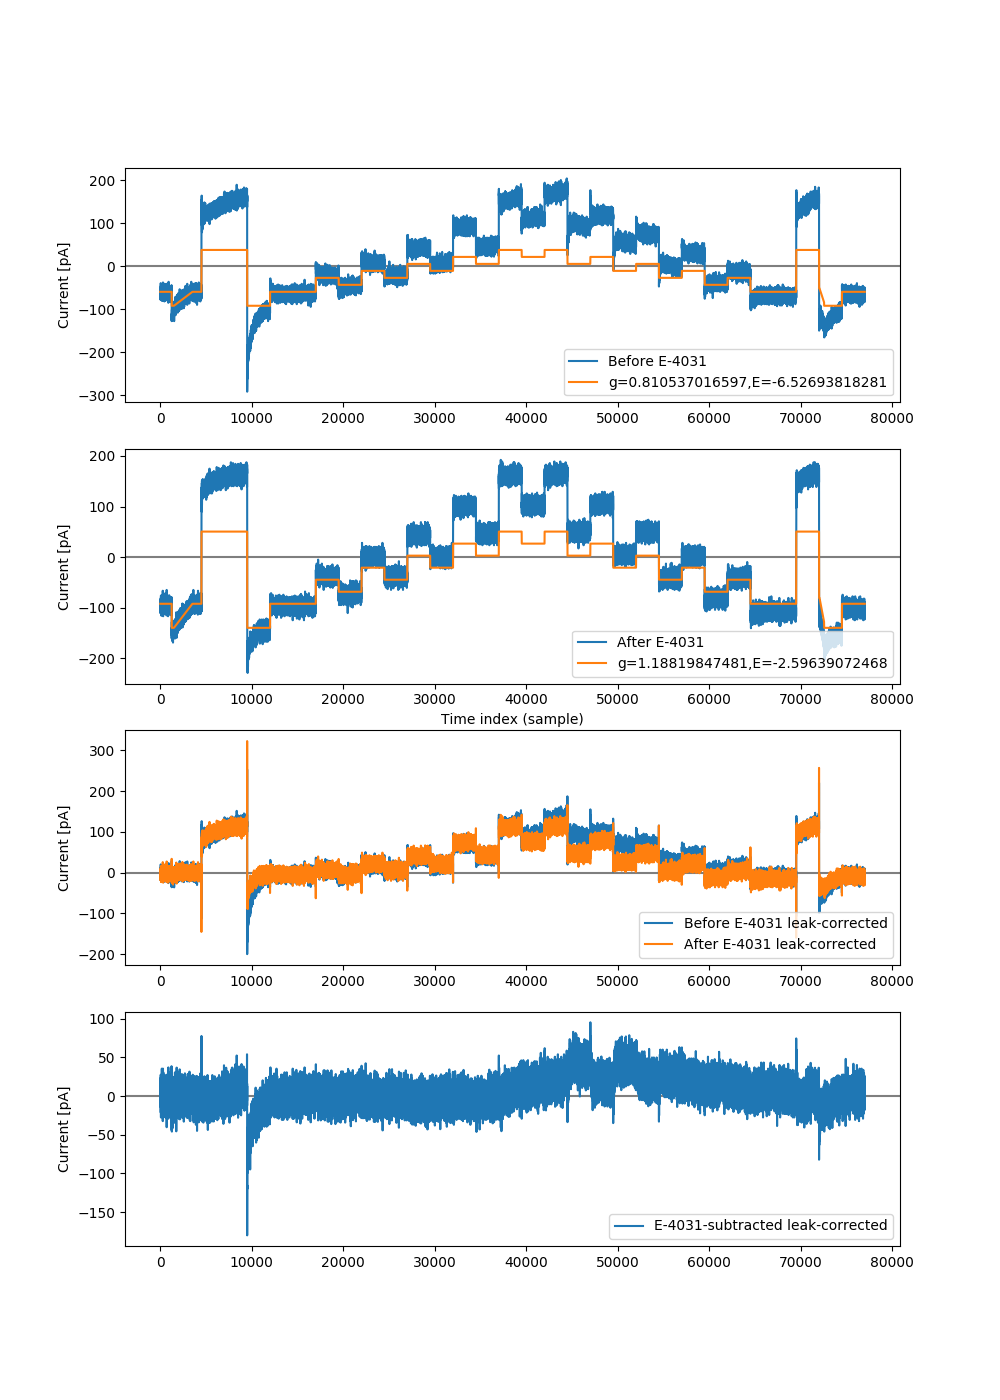 200
100
0
−100
−200
−300
Current [pA]
0 10000 20000 30000 40000 50000 60000 70000 80000
Before E-4031
g=0.810537016597,E=-6.52693818281
200
100
0
−100
−200
Current [pA]
0 10000 20000 30000 40000 50000 60000 70000 80000
Time index (sample)
After E-4031
g=1.18819847481,E=-2.59639072468
300
200
100
0
−100
−200
Current [pA]
0 10000 20000 30000 40000 50000 60000 70000 80000
Before E-4031 leak-corrected
After E-4031 leak-corrected
100
50
0
−50
−100
−150
Current [pA]
0 10000 20000 30000 40000 50000 60000 70000 80000
E-4031-subtracted leak-corrected